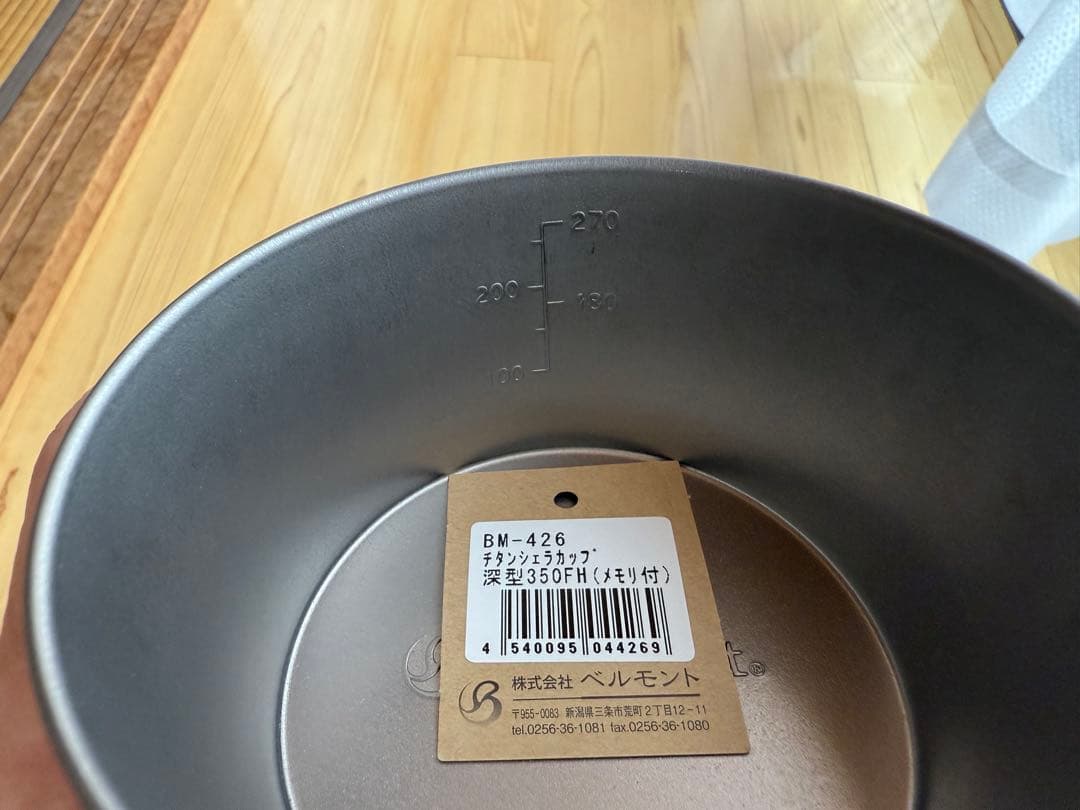 270
200
180
100
BM-426
ﾁﾀﾝｼｪﾗｶｯﾌﾟ
深型350FH(ﾒﾓﾘ付)
4 540095 044269
株式会社 ベルモント
〒955-0083 新潟県三条市荒町2丁目12-11
tel.0256-36-1081 fax.0256-36-1080
t®